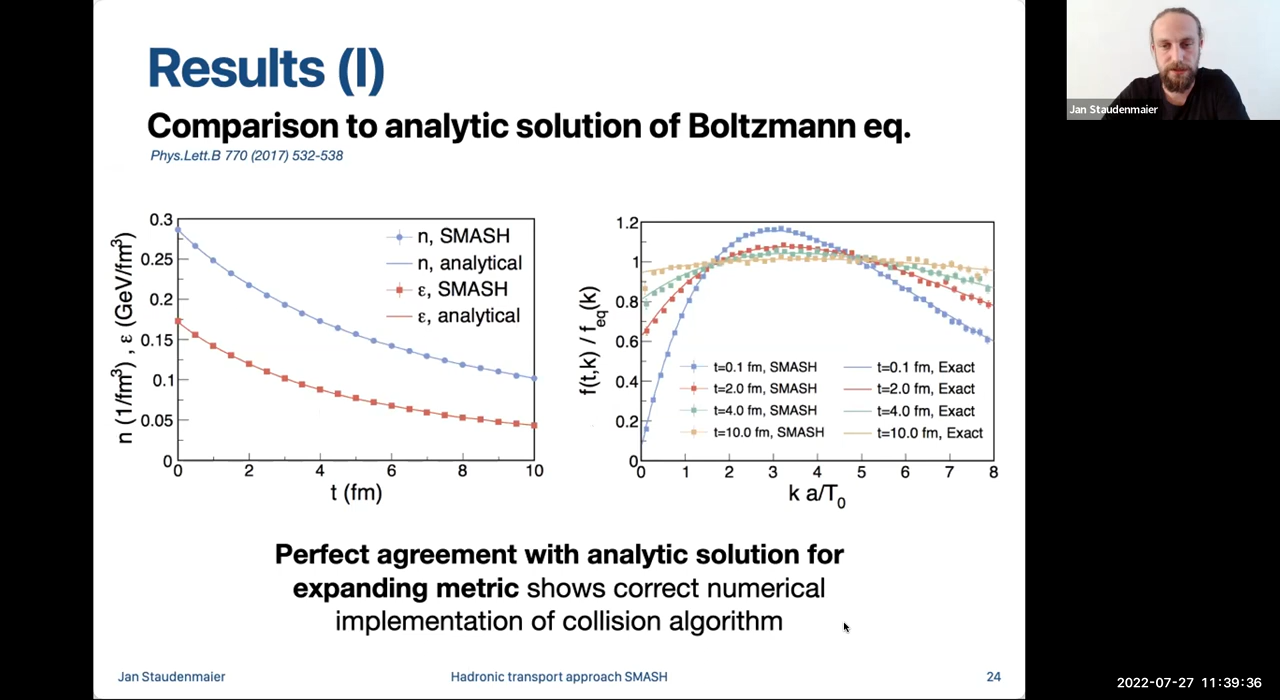 Results (I)
Comparison to analytic solution of Boltzmann eq.
Phys.Lett.B 770 (2017) 532-538
n (1/fm³) , ε (GeV/fm³)
0.3
0.25
0.2
0.15
0.1
0.05
0
0 2 4 6 8 10
t (fm)
n, SMASH
n, analytical
ε, SMASH
ε, analytical
f(t,k) / f_eq(k)
1.2
1
0.8
0.6
0.4
0.2
0
0 1 2 3 4 5 6 7 8
k a/T₀
t=0.1 fm, SMASH t=0.1 fm, Exact
t=2.0 fm, SMASH t=2.0 fm, Exact
t=4.0 fm, SMASH t=4.0 fm, Exact
t=10.0 fm, SMASH t=10.0 fm, Exact
Perfect agreement with analytic solution for
expanding metric shows correct numerical
implementation of collision algorithm
Jan Staudenmaier Hadronic transport approach SMASH 24
Jan Staudenmaier
2022-07-27 11:39:36